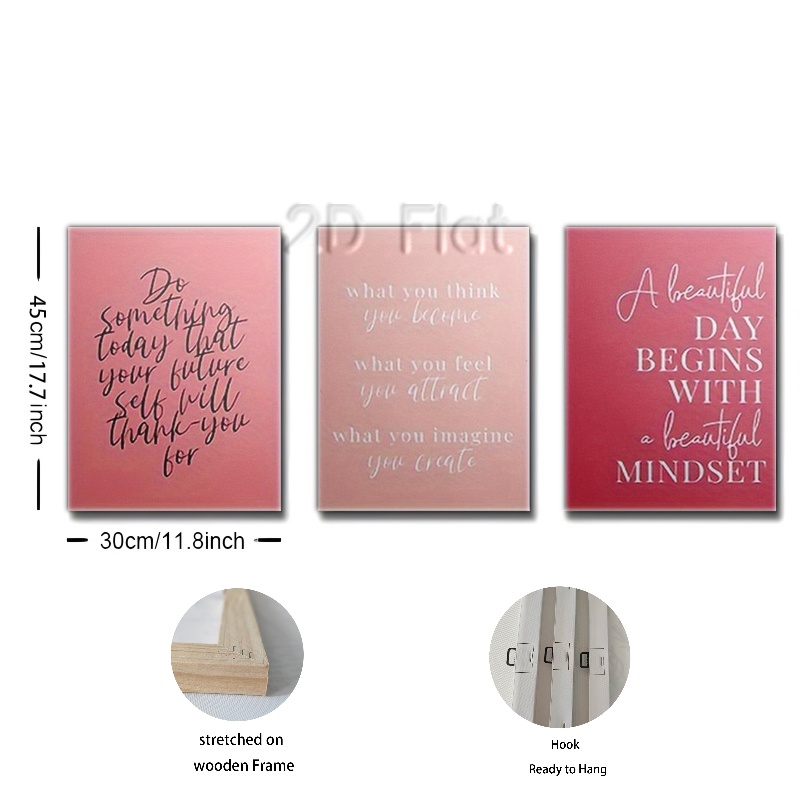 2D Flat
Do
something
today that
your future
self will
thank-you
for
what you think
you become
what you feel
you attract
what you imagine
you create
A beautiful
DAY
BEGINS
WITH
a beautiful
MINDSET
45cm/17.7inch
30cm/11.8inch
stretched on
wooden Frame
Hook
Ready to Hang